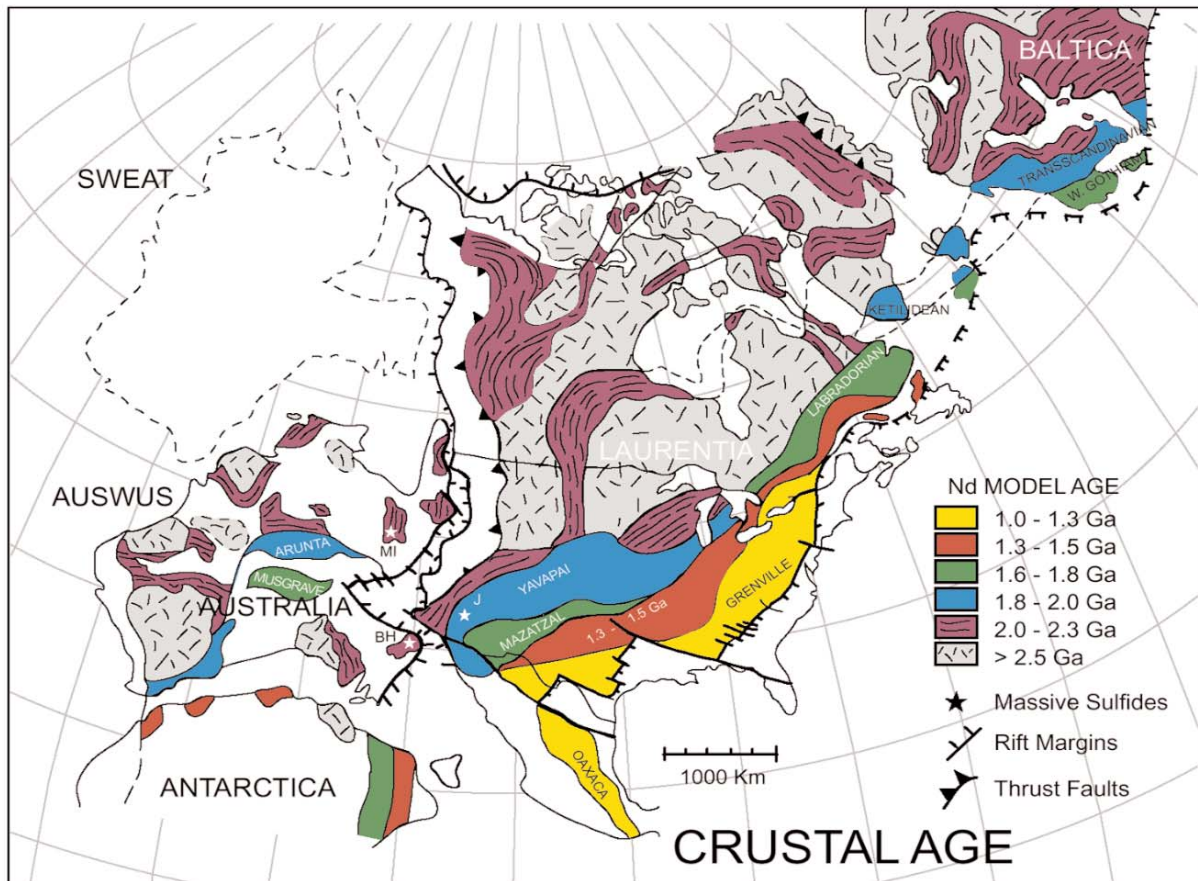 BALTICA
TRANSSCANDINAVIAN
W. GOTHIAN
SWEAT
KETILIDEAN
LABRADORIAN
LAURENTIA
AUSWUS
ARUNTA
MI
MUSGRAVE
AUSTRALIA
BH
J
YAVAPAI
MAZATZAL
1.3 - 1.5 Ga
GRENVILLE
OAXACA
ANTARCTICA
Nd MODEL AGE
1.0 - 1.3 Ga
1.3 - 1.5 Ga
1.6 - 1.8 Ga
1.8 - 2.0 Ga
2.0 - 2.3 Ga
> 2.5 Ga
Massive Sulfides
Rift Margins
Thrust Faults
1000 Km
CRUSTAL AGE